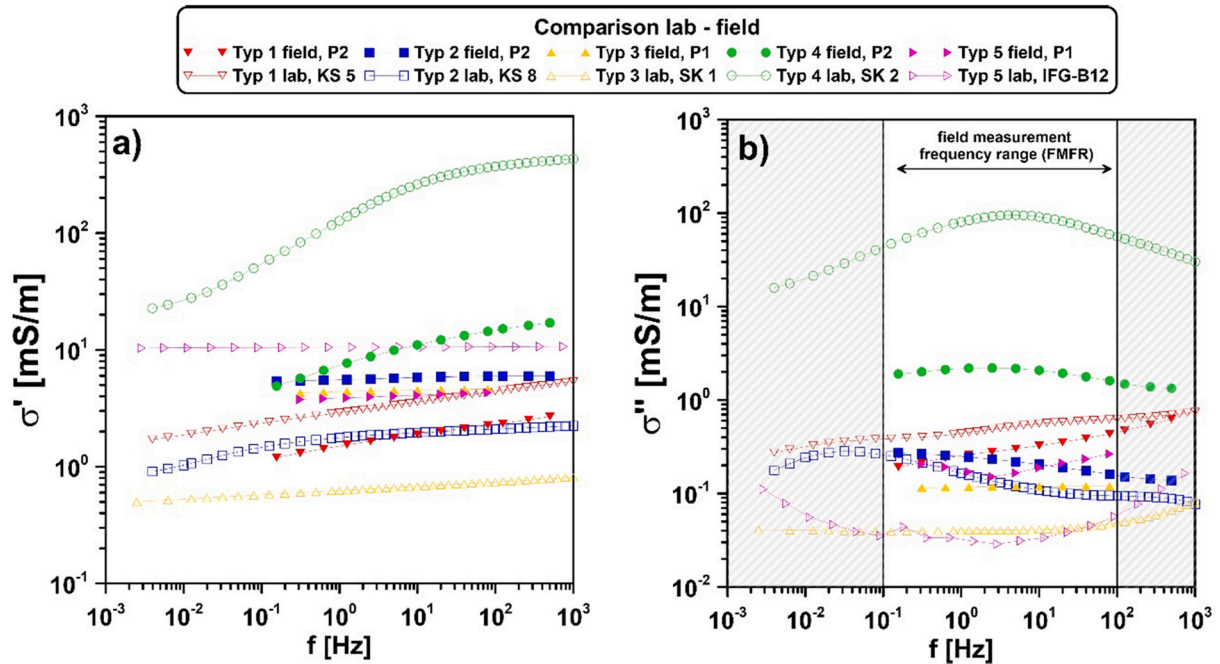 Comparison lab - field
Typ 1 field, P2 Typ 2 field, P2 Typ 3 field, P1 Typ 4 field, P2 Typ 5 field, P1
Typ 1 lab, KS 5 Typ 2 lab, KS 8 Typ 3 lab, SK 1 Typ 4 lab, SK 2 Typ 5 lab, IFG-B12
a)
10³
10²
10¹
10⁰
10⁻¹
σ' [mS/m]
10⁻³ 10⁻² 10⁻¹ 10⁰ 10¹ 10² 10³
f [Hz]
b)
field measurement
frequency range (FMFR)
10³
10²
10¹
10⁰
10⁻¹
10⁻²
σ'' [mS/m]
10⁻³ 10⁻² 10⁻¹ 10⁰ 10¹ 10² 10³
f [Hz]